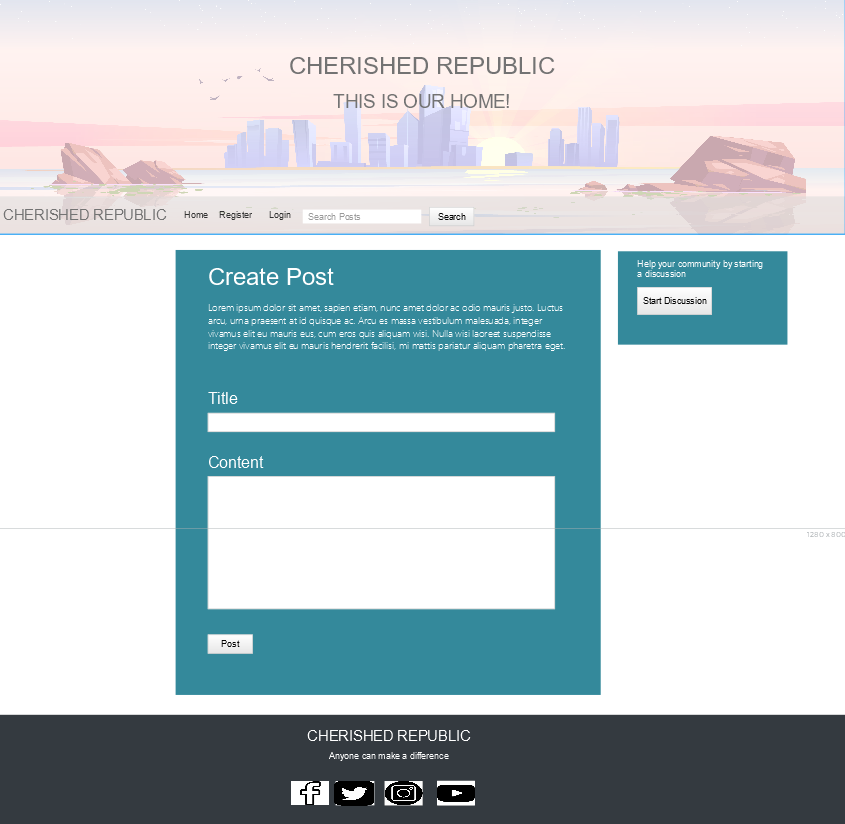 CHERISHED REPUBLIC
THIS IS OUR HOME!
CHERISHED REPUBLIC Home Register Login Search Posts Search
Create Post
Lorem ipsum dolor sit amet, sapien etiam, nunc amet dolor ac odio mauris justo. Luctus
arcu, urna praesent at id quisque ac. Arcu es massa vestibulum malesuada, integer
vivamus elit eu mauris eus, cum eros quis aliquam wisi. Nulla wisi laoreet suspendisse
integer vivamus elit eu mauris hendrerit facilisi, mi mattis pariatur aliquam pharetra eget.
Title
Content
Post
Help your community by starting
a discussion
Start Discussion
1280 x 800
CHERISHED REPUBLIC
Anyone can make a difference